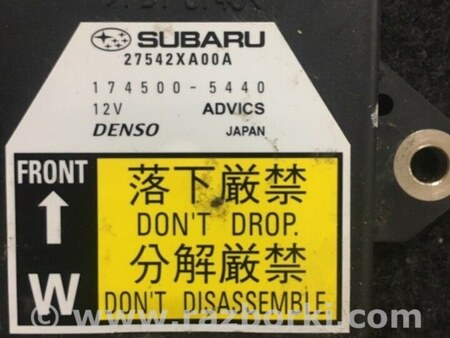 SUBARU
27542XA00A
174500-5440
12V ADVICS
DENSO JAPAN
FRONT
落下厳禁
DON'T DROP.
分解厳禁
W DON'T DISASSEMBLE
www.razborki.com